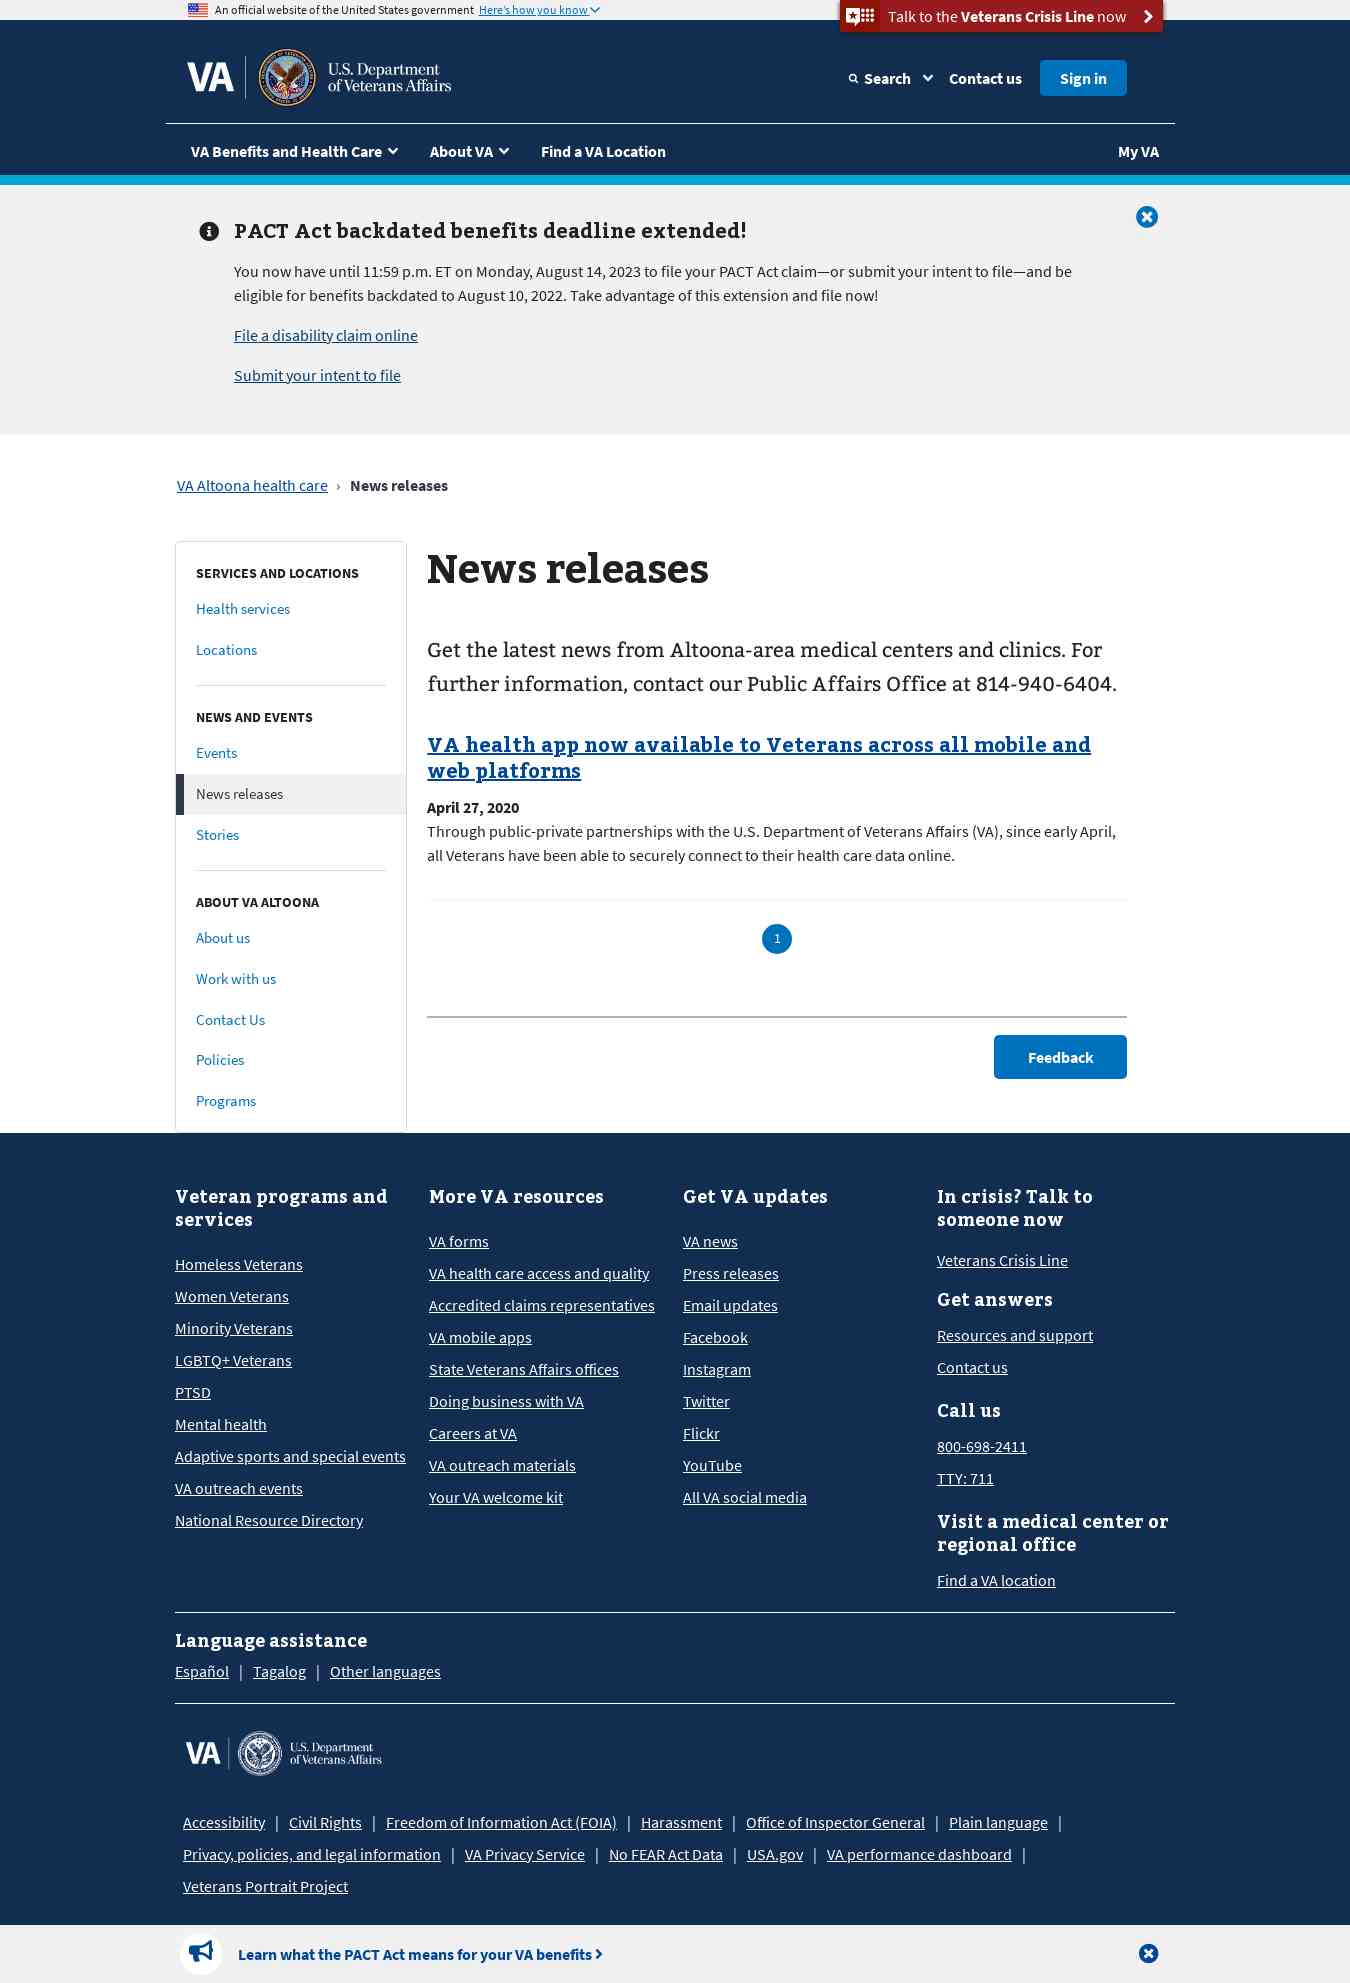 An official website of the United States government Here's how you know
Talk to the Veterans Crisis Line now
VA
U.S. Department
of Veterans Affairs
Search
Contact us
Sign in
VA Benefits and Health Care
About VA
Find a VA Location
My VA
PACT Act backdated benefits deadline extended!
You now have until 11:59 p.m. ET on Monday, August 14, 2023 to file your PACT Act claim—or submit your intent to file—and be
eligible for benefits backdated to August 10, 2022. Take advantage of this extension and file now!
File a disability claim online
Submit your intent to file
VA Altoona health care › News releases
SERVICES AND LOCATIONS
Health services
Locations
NEWS AND EVENTS
Events
News releases
Stories
ABOUT VA ALTOONA
About us
Work with us
Contact Us
Policies
Programs
News releases
Get the latest news from Altoona-area medical centers and clinics. For
further information, contact our Public Affairs Office at 814-940-6404.
VA health app now available to Veterans across all mobile and
web platforms
April 27, 2020
Through public-private partnerships with the U.S. Department of Veterans Affairs (VA), since early April,
all Veterans have been able to securely connect to their health care data online.
1
Feedback
Veteran programs and
services
Homeless Veterans
Women Veterans
Minority Veterans
LGBTQ+ Veterans
PTSD
Mental health
Adaptive sports and special events
VA outreach events
National Resource Directory
More VA resources
VA forms
VA health care access and quality
Accredited claims representatives
VA mobile apps
State Veterans Affairs offices
Doing business with VA
Careers at VA
VA outreach materials
Your VA welcome kit
Get VA updates
VA news
Press releases
Email updates
Facebook
Instagram
Twitter
Flickr
YouTube
All VA social media
In crisis? Talk to
someone now
Veterans Crisis Line
Get answers
Resources and support
Contact us
Call us
800-698-2411
TTY: 711
Visit a medical center or
regional office
Find a VA location
Language assistance
Español | Tagalog | Other languages
VA
U.S. Department
of Veterans Affairs
Accessibility | Civil Rights | Freedom of Information Act (FOIA) | Harassment | Office of Inspector General | Plain language |
Privacy, policies, and legal information | VA Privacy Service | No FEAR Act Data | USA.gov | VA performance dashboard |
Veterans Portrait Project
Learn what the PACT Act means for your VA benefits